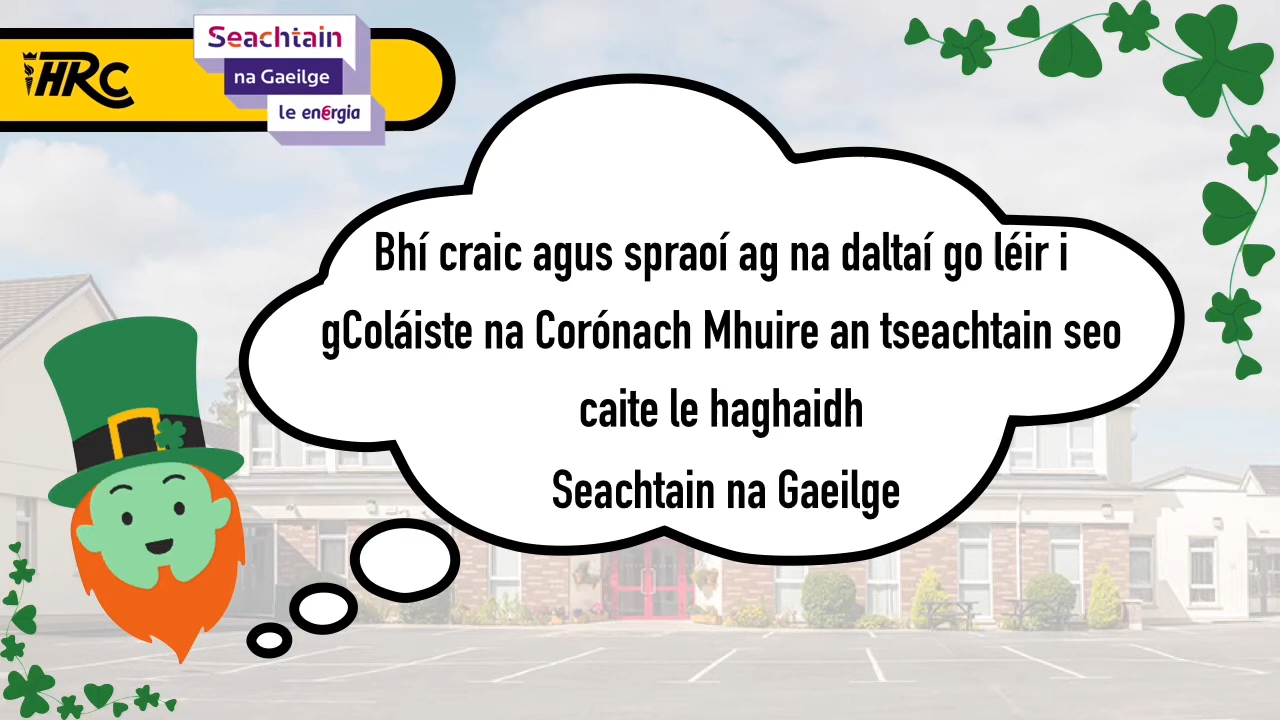 HRC
Seachtain
na Gaeilge
le enérgia
Bhí craic agus spraoí ag na daltaí go léir i
gColáiste na Corónach Mhuire an tseachtain seo
caite le haghaidh
Seachtain na Gaeilge